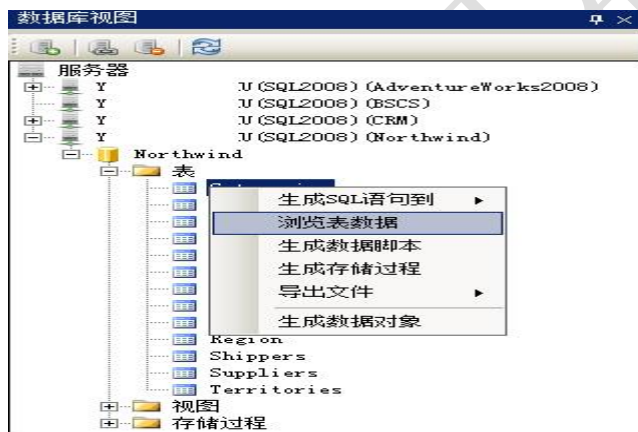 数据库视图
服务器
Y U(SQL2008)(AdventureWorks2008)
Y U(SQL2008)(BSCS)
Y U(SQL2008)(CRM)
Y U(SQL2008)(Northwind)
Northwind
表
生成SQL语句到
浏览表数据
生成数据脚本
生成存储过程
导出文件
生成数据对象
Region
Shippers
Suppliers
Territories
视图
存储过程